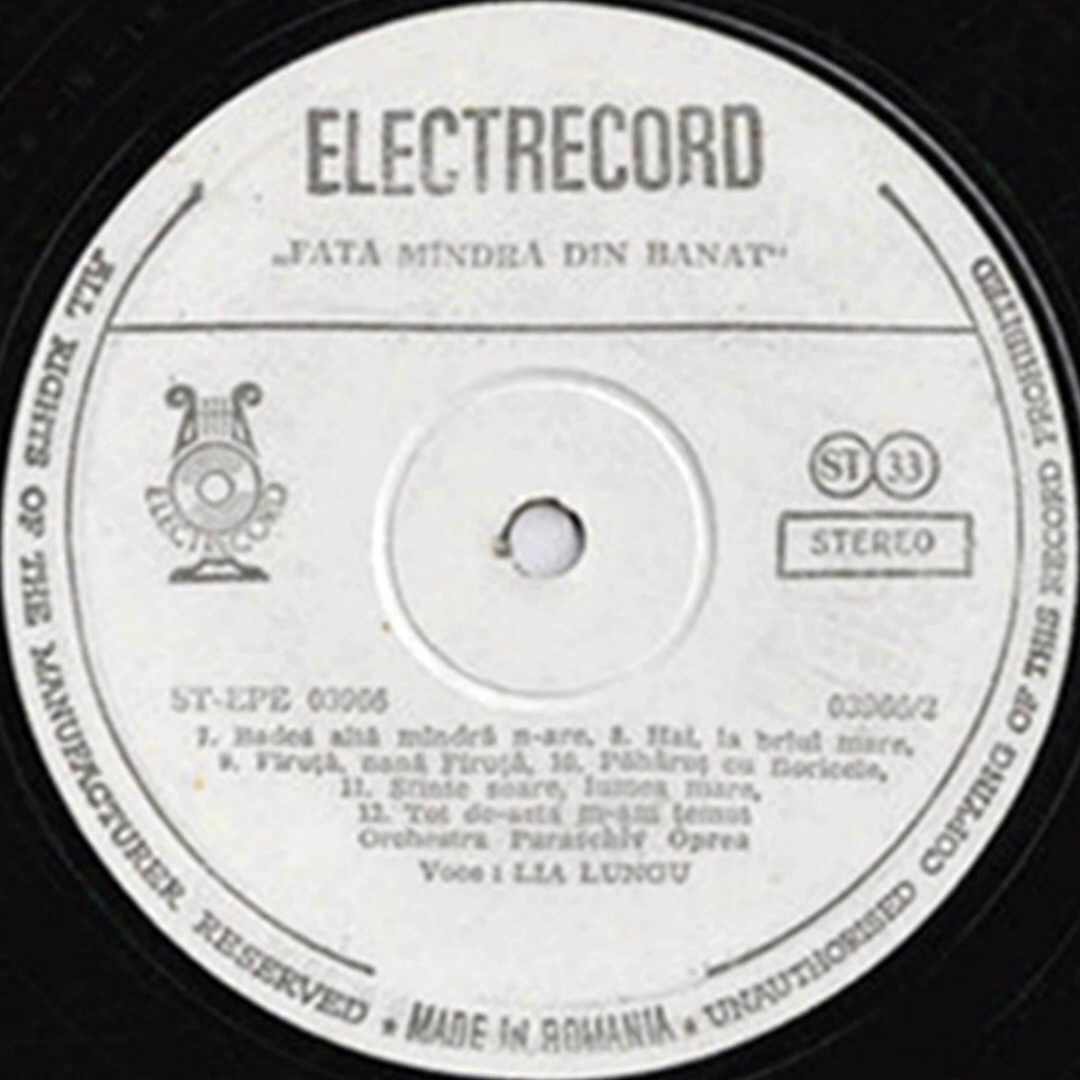 ELECTRECORD
„FATĂ MÎNDRĂ DIN BANAT“
ELECTRECORD
ST 33
STEREO
ST-EPE 03966 03966/2
7. Badea altă mîndră n-are, 8. Hai, la brîul mare,
9. Firuță, nană Firuță, 10. Păhăruț cu floricele,
11. Sfinte soare, lumea mare,
12. Tot de-asta m-am temut
Orchestra Paraschiv Oprea
Voce : LIA LUNGU
ALL RIGHTS OF THE MANUFACTURER RESERVED * MADE IN ROMANIA * UNAUTHORISED COPYING OF THIS RECORD PROHIBITED